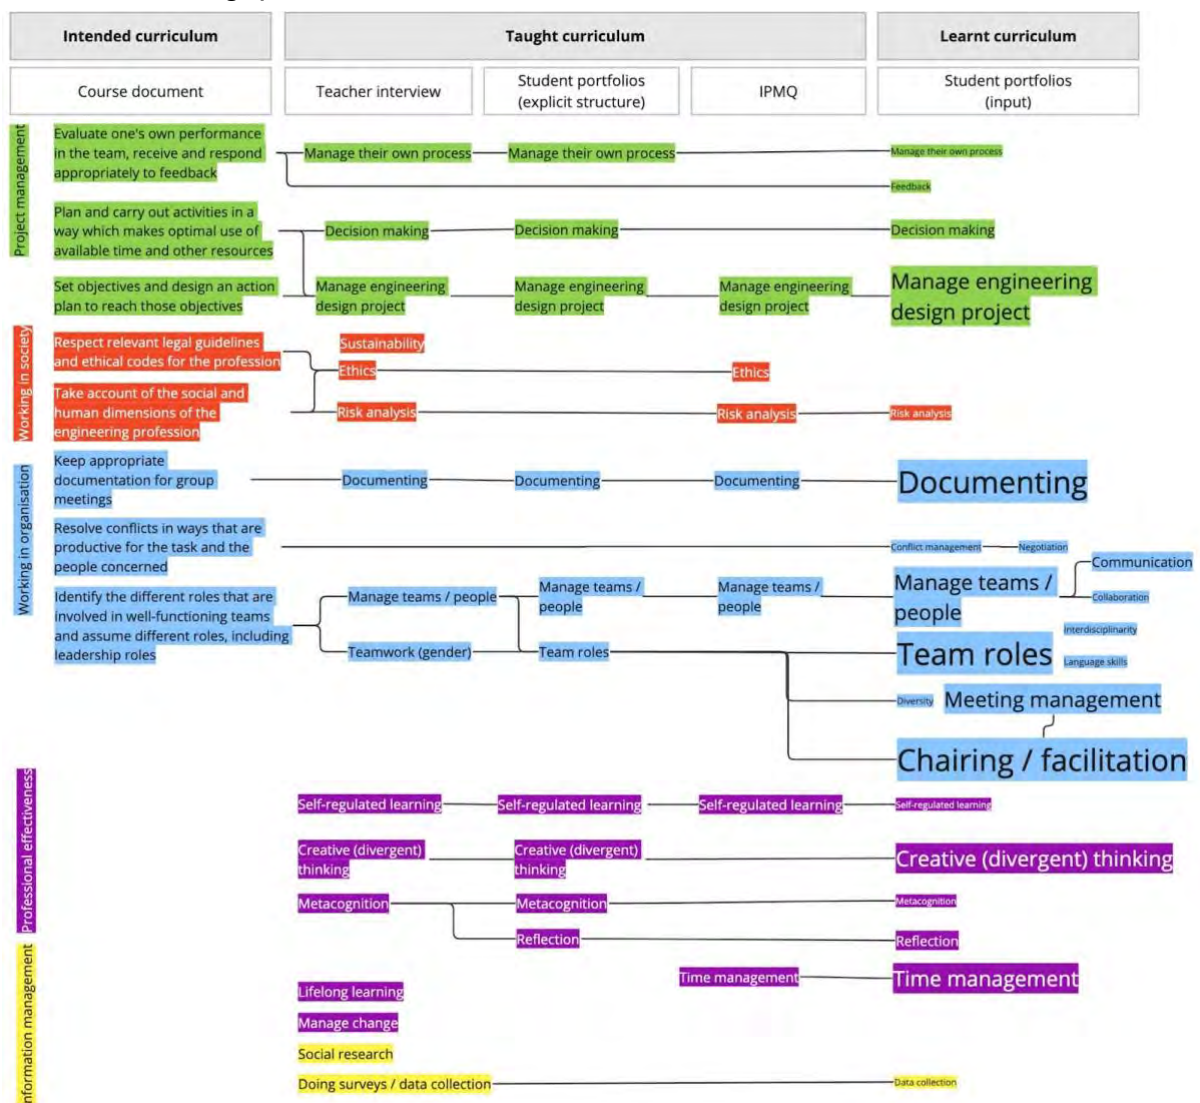 Intended curriculum
Taught curriculum
Learnt curriculum
Course document
Teacher interview
Student portfolios
(explicit structure)
IPMQ
Student portfolios
(input)
Project management
Evaluate one's own performance
in the team, receive and respond
appropriately to feedback
Manage their own process
Manage their own process
Manage their own process
Feedback
Plan and carry out activities in a
way which makes optimal use of
available time and other resources
Decision making
Decision making
Decision making
Set objectives and design an action
plan to reach those objectives
Manage engineering
design project
Manage engineering
design project
Manage engineering
design project
Manage engineering
design project
Working in society
Respect relevant legal guidelines
and ethical codes for the profession
Sustainability
Ethics
Ethics
Take account of the social and
human dimensions of the
engineering profession
Risk analysis
Risk analysis
Risk analysis
Working in organisation
Keep appropriate
documentation for group
meetings
Documenting
Documenting
Documenting
Documenting
Resolve conflicts in ways that are
productive for the task and the
people concerned
Conflict management
Negotiation
Identify the different roles that are
involved in well-functioning teams
and assume different roles, including
leadership roles
Manage teams / people
Manage teams /
people
Manage teams /
people
Manage teams /
people
Communication
Collaboration
Interdisciplinarity
Teamwork (gender)
Team roles
Team roles
Language skills
Diversity
Meeting management
Chairing / facilitation
Professional effectiveness
Self-regulated learning
Self-regulated learning
Self-regulated learning
Self-regulated learning
Creative (divergent)
thinking
Creative (divergent)
thinking
Creative (divergent) thinking
Metacognition
Metacognition
Metacognition
Reflection
Reflection
Time management
Time management
Lifelong learning
Manage change
nformation management
Social research
Doing surveys / data collection
Data collection